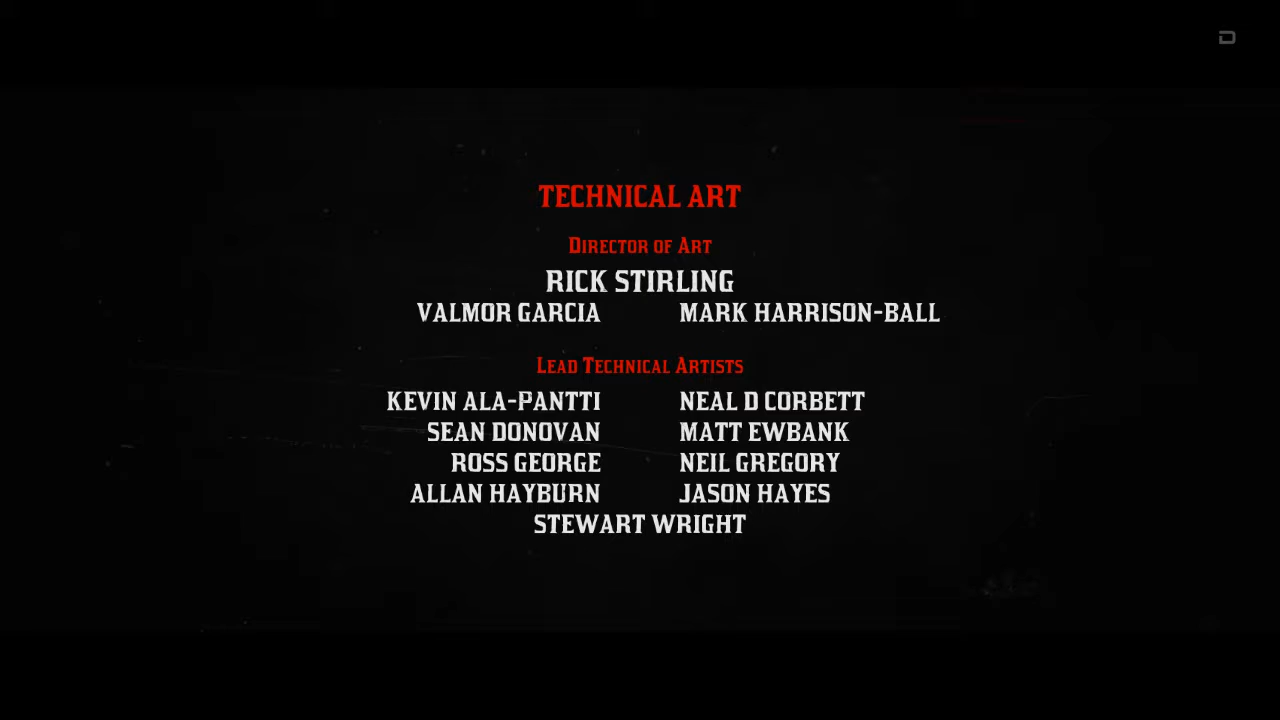 D
TECHNICAL ART
DIRECTOR OF ART
RICK STIRLING
VALMOR GARCIA MARK HARRISON-BALL
LEAD TECHNICAL ARTISTS
KEVIN ALA-PANTTI NEAL D CORBETT
SEAN DONOVAN MATT EWBANK
ROSS GEORGE NEIL GREGORY
ALLAN HAYBURN JASON HAYES
STEWART WRIGHT